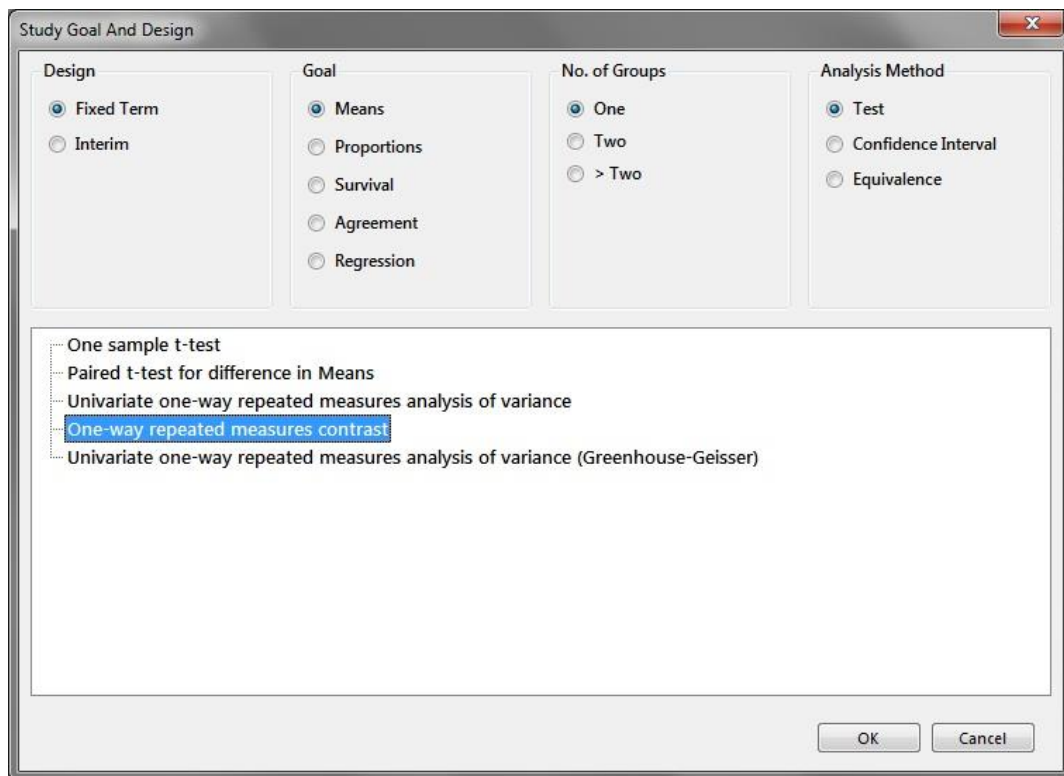 Study Goal And Design
Design
Fixed Term
Interim
Goal
Means
Proportions
Survival
Agreement
Regression
No. of Groups
One
Two
> Two
Analysis Method
Test
Confidence Interval
Equivalence
One sample t-test
Paired t-test for difference in Means
Univariate one-way repeated measures analysis of variance
One-way repeated measures contrast
Univariate one-way repeated measures analysis of variance (Greenhouse-Geisser)
OK
Cancel